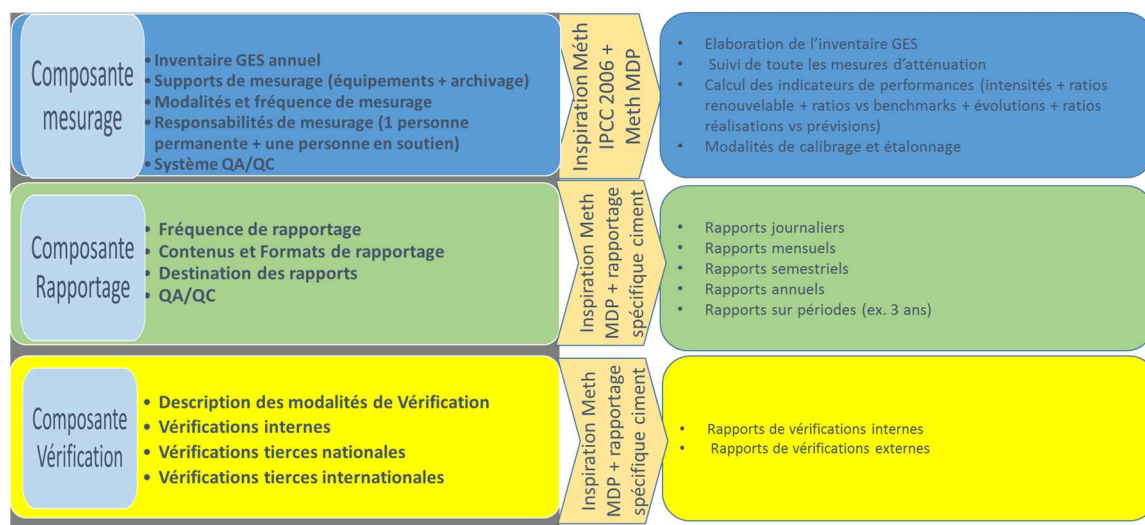 Composante
mesurage
• Inventaire GES annuel
• Supports de mesurage (équipements + archivage)
• Modalités et fréquence de mesurage
• Responsabilités de mesurage (1 personne
permanente + une personne en soutien)
• Système QA/QC
Inspiration Méth
IPCC 2006 +
Meth MDP
• Elaboration de l’inventaire GES
• Suivi de toute les mesures d’atténuation
• Calcul des indicateurs de performances (intensités + ratios
renouvelable + ratios vs benchmarks + évolutions + ratios
réalisations vs prévisions)
• Modalités de calibrage et étalonnage
Composante
Rapportage
• Fréquence de rapportage
• Contenus et Formats de rapportage
• Destination des rapports
• QA/QC
Inspiration Meth
MDP + rapportage
spécifique ciment
• Rapports journaliers
• Rapports mensuels
• Rapports semestriels
• Rapports annuels
• Rapports sur périodes (ex. 3 ans)
Composante
Vérification
• Description des modalités de Vérification
• Vérifications internes
• Vérifications tierces nationales
• Vérifications tierces internationales
Inspiration Meth
MDP + rapportage
spécifique ciment
• Rapports de vérifications internes
• Rapports de vérifications externes